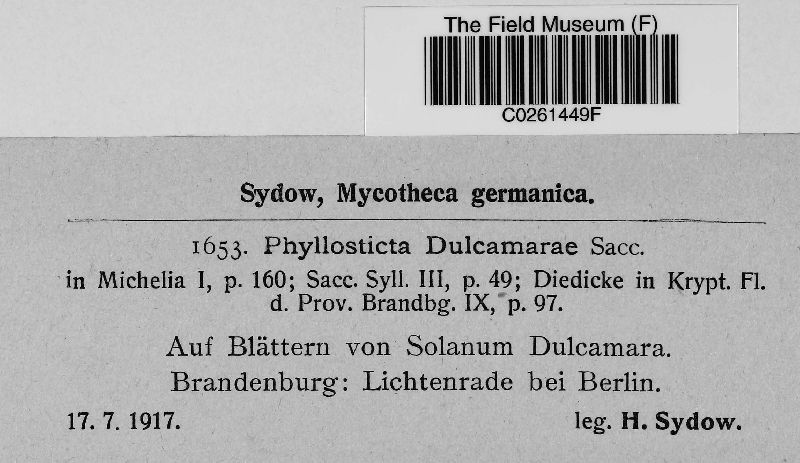 The Field Museum (F)
C0261449F
Sydow, Mycotheca germanica.
1653. Phyllosticta Dulcamarae Sacc.
in Michelia I, p. 160; Sacc. Syll. III, p. 49; Diedicke in Krypt. Fl.
d. Prov. Brandbg. IX, p. 97.
Auf Blättern von Solanum Dulcamara.
Brandenburg: Lichtenrade bei Berlin.
17. 7. 1917. leg. H. Sydow.